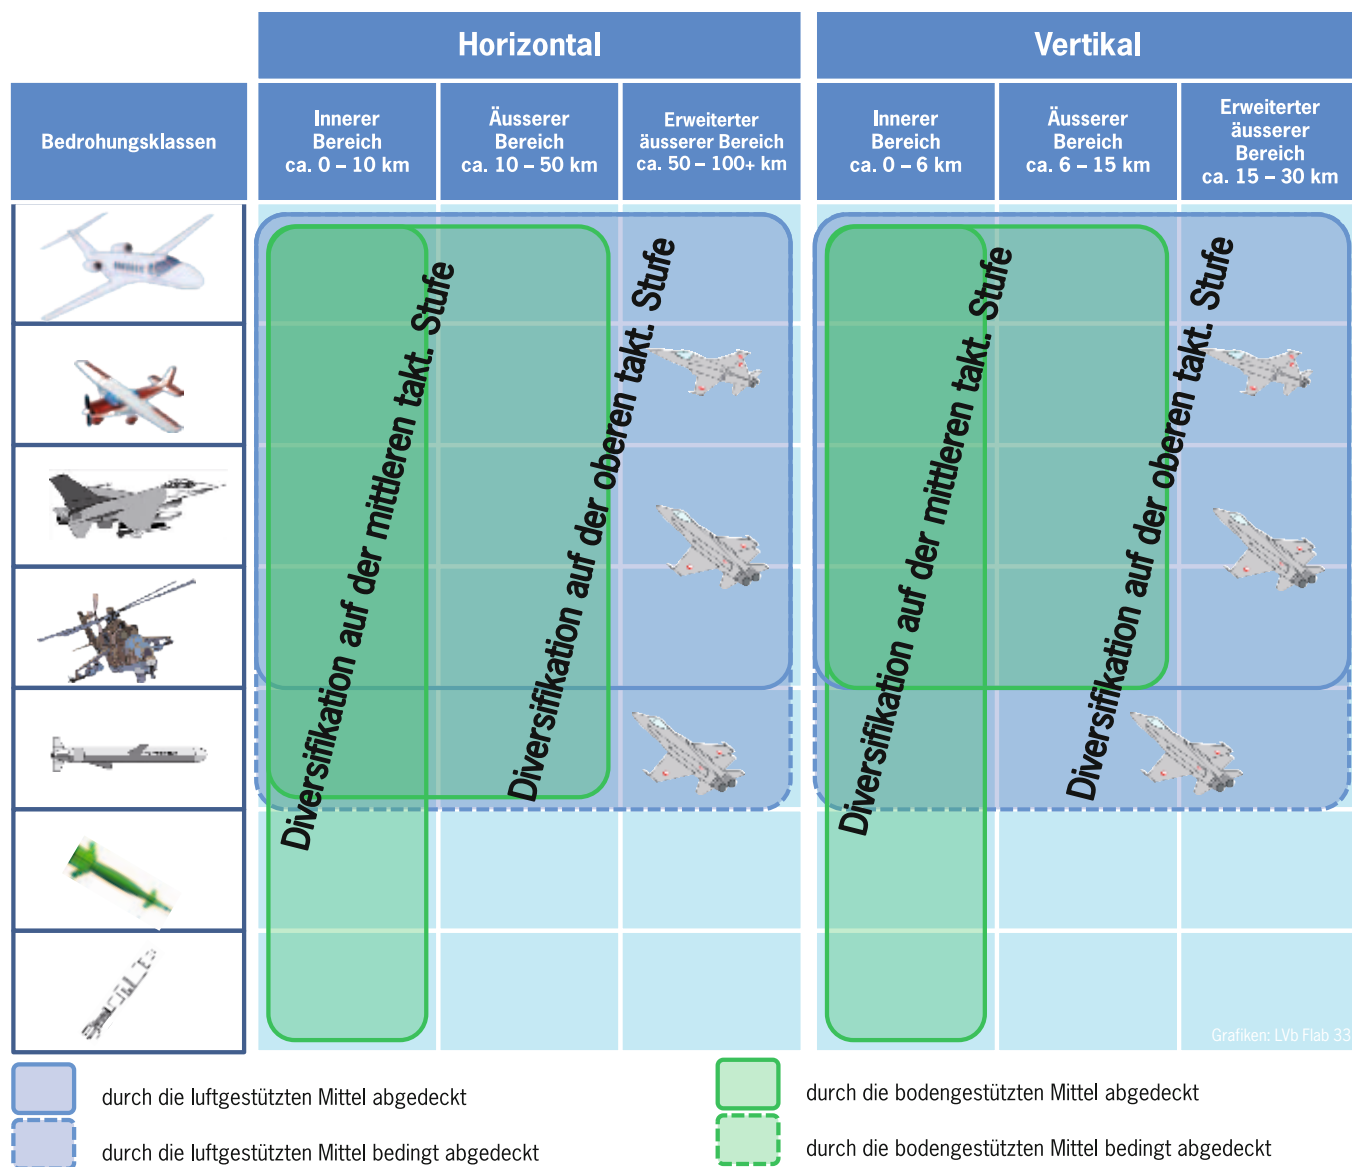 Horizontal
Vertikal
Bedrohungsklassen
Innerer
Bereich
ca. 0 – 10 km
Äusserer
Bereich
ca. 10 – 50 km
Erweiterter
äusserer Bereich
ca. 50 – 100+ km
Innerer
Bereich
ca. 0 – 6 km
Äusserer
Bereich
ca. 6 – 15 km
Erweiterter
äusserer
Bereich
ca. 15 – 30 km
Diversifikation auf der mittleren takt. Stufe
Diversifikation auf der oberen takt. Stufe
Diversifikation auf der mittleren takt. Stufe
Diversifikation auf der oberen takt. Stufe
Grafiken: LVb Flab 33
durch die luftgestützten Mittel abgedeckt
durch die bodengestützten Mittel abgedeckt
durch die luftgestützten Mittel bedingt abgedeckt
durch die bodengestützten Mittel bedingt abgedeckt